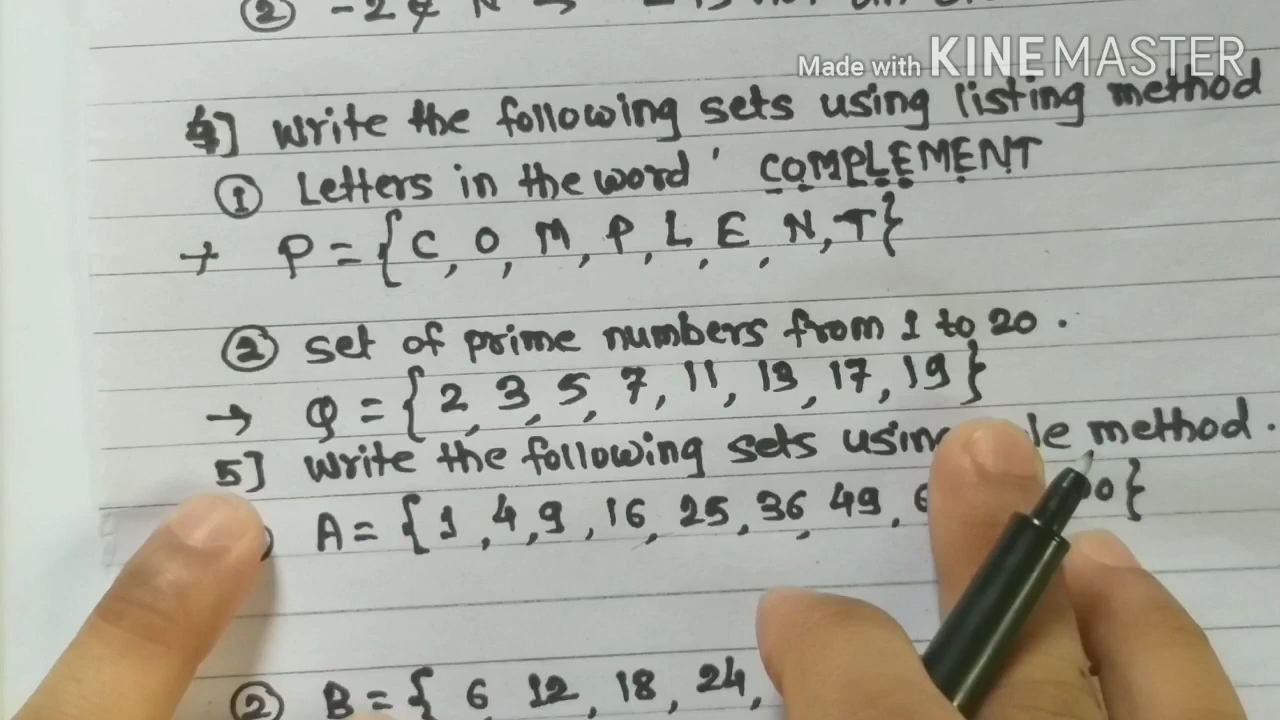 ② -2 ∉ N →
Made with KINEMASTER
4] Write the following sets using listing method
① Letters in the word ' COMPLEMENT
→ P = { C, O, M, P, L, E, N, T}
② set of prime numbers from 1 to 20.
→ Q = { 2, 3, 5, 7, 11, 13, 17, 19}
5] Write the following sets using method.
A = { 1, 4, 9, 16, 25, 36, 49, }
② B = { 6, 12, 18, 24,